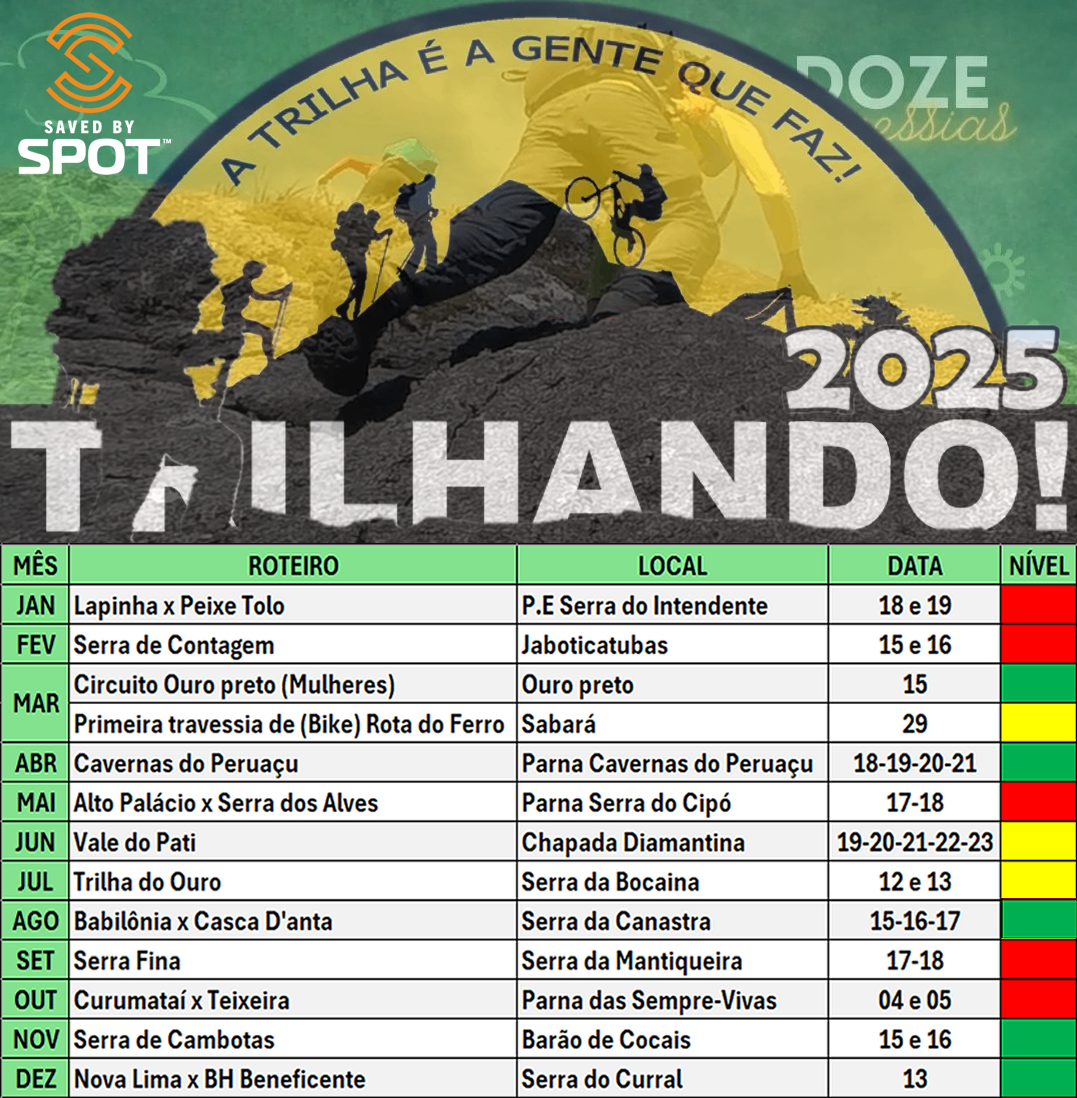 SAVED BY
SPOT™
A TRILHA É A GENTE QUE FAZ!
DOZE
essias
2025
TRILHANDO!
MÊS ROTEIRO LOCAL DATA NÍVEL
JAN Lapinha x Peixe Tolo P.E Serra do Intendente 18 e 19
FEV Serra de Contagem Jaboticatubas 15 e 16
MAR Circuito Ouro preto (Mulheres) Ouro preto 15
Primeira travessia de (Bike) Rota do Ferro Sabará 29
ABR Cavernas do Peruaçu Parna Cavernas do Peruaçu 18-19-20-21
MAI Alto Palácio x Serra dos Alves Parna Serra do Cipó 17-18
JUN Vale do Pati Chapada Diamantina 19-20-21-22-23
JUL Trilha do Ouro Serra da Bocaina 12 e 13
AGO Babilônia x Casca D'anta Serra da Canastra 15-16-17
SET Serra Fina Serra da Mantiqueira 17-18
OUT Curumataí x Teixeira Parna das Sempre-Vivas 04 e 05
NOV Serra de Cambotas Barão de Cocais 15 e 16
DEZ Nova Lima x BH Beneficente Serra do Curral 13